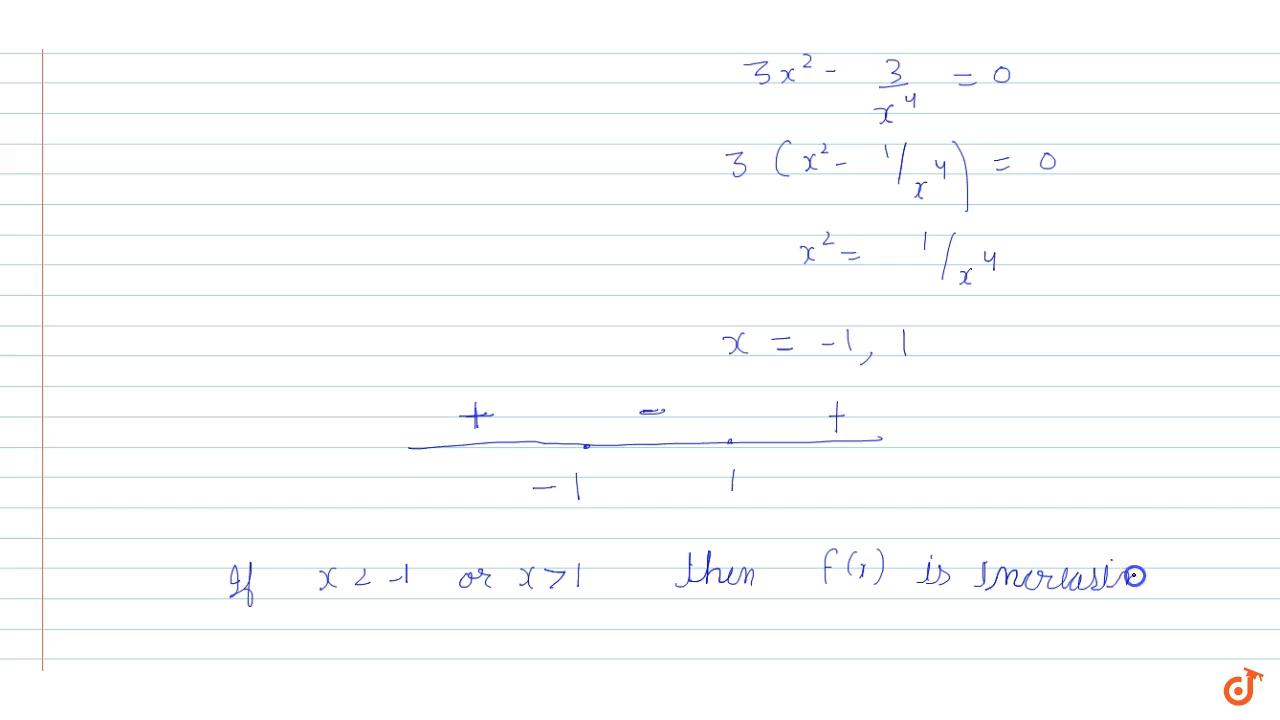 3x² - 3/x⁴ = 0
3 (x² - 1/x⁴) = 0
x² = 1/x⁴
x = -1, 1
+ - +
-1 1
If x < -1 or x > 1 then f(x) is Increasin